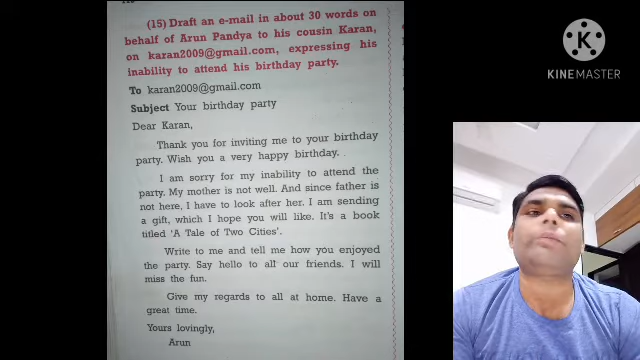 (15) Draft an e-mail in about 30 words on
behalf of Arun Pandya to his cousin Karan,
on karan2009@gmail.com, expressing his
inability to attend his birthday party.
To karan2009@gmail.com
Subject Your birthday party
Dear Karan,
Thank you for inviting me to your birthday
party. Wish you a very happy birthday.
I am sorry for my inability to attend the
party. My mother is not well. And since father is
not here, I have to look after her. I am sending
a gift, which I hope you will like. It's a book
titled 'A Tale of Two Cities'.
Write to me and tell me how you enjoyed
the party. Say hello to all our friends. I will
miss the fun.
Give my regards to all at home. Have a
great time.
Yours lovingly,
Arun
K
KINEMASTER